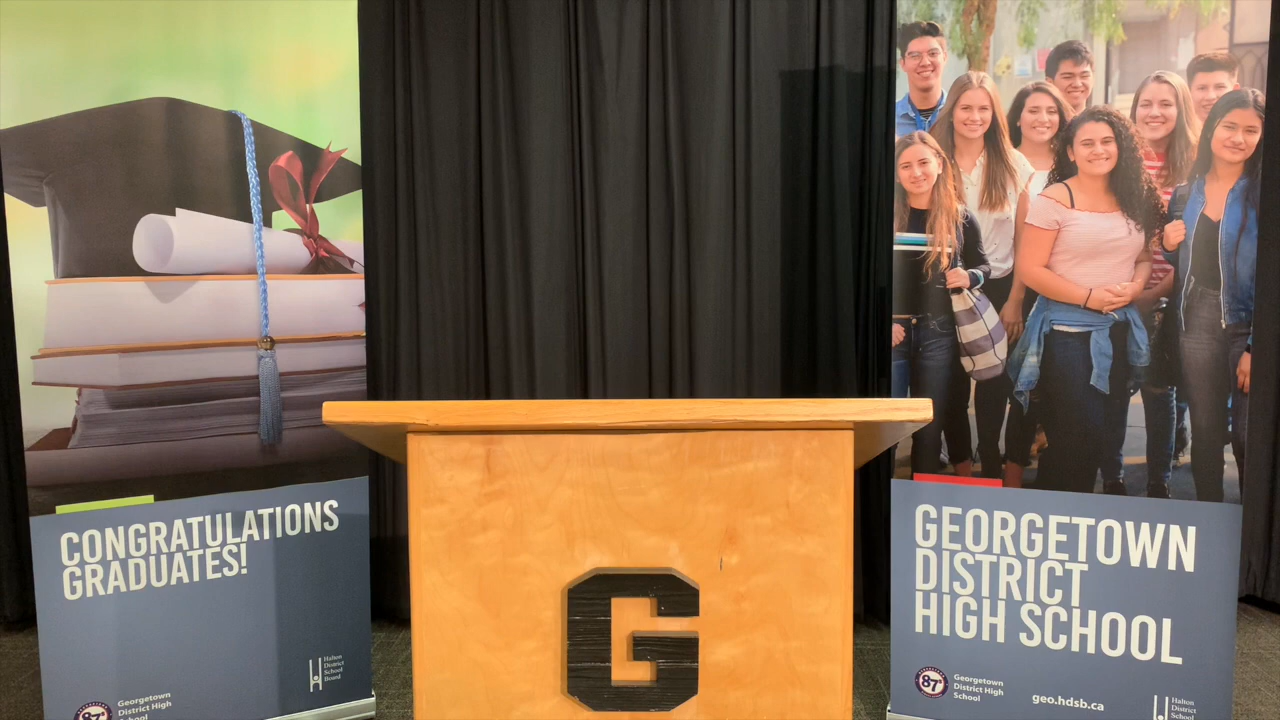 CONGRATULATIONS
GRADUATES!
Halton
District
School
Board
87
Georgetown
District High
School
G
GEORGETOWN
DISTRICT
HIGH SCHOOL
87
Georgetown
District High
School
geo.hdsb.ca
Halton
District
School